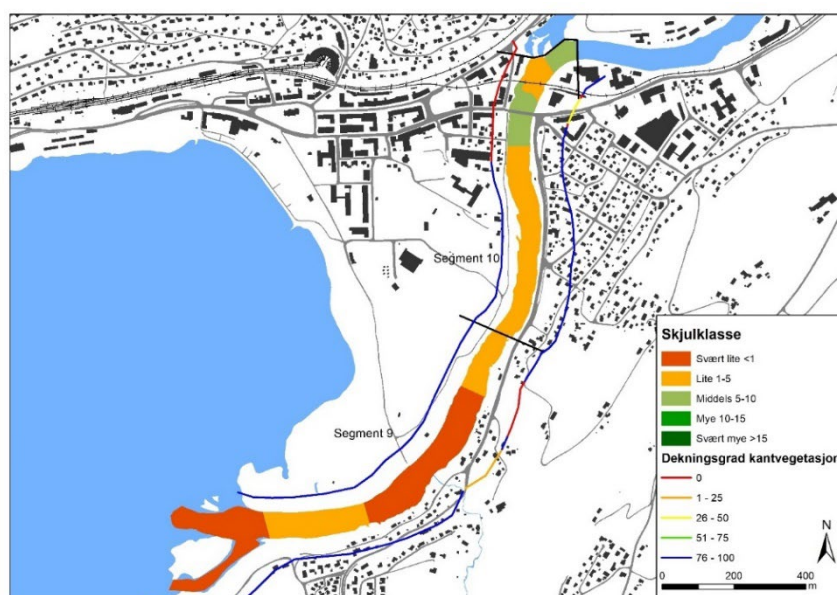 Segment 10
Segment 9
Skjulklasse
Svært lite <1
Lite 1-5
Middels 5-10
Mye 10-15
Svært mye >15
Dekningsgrad kantvegetasjon
0
1 - 25
26 - 50
51 - 75
76 - 100
N
0 200 400
m